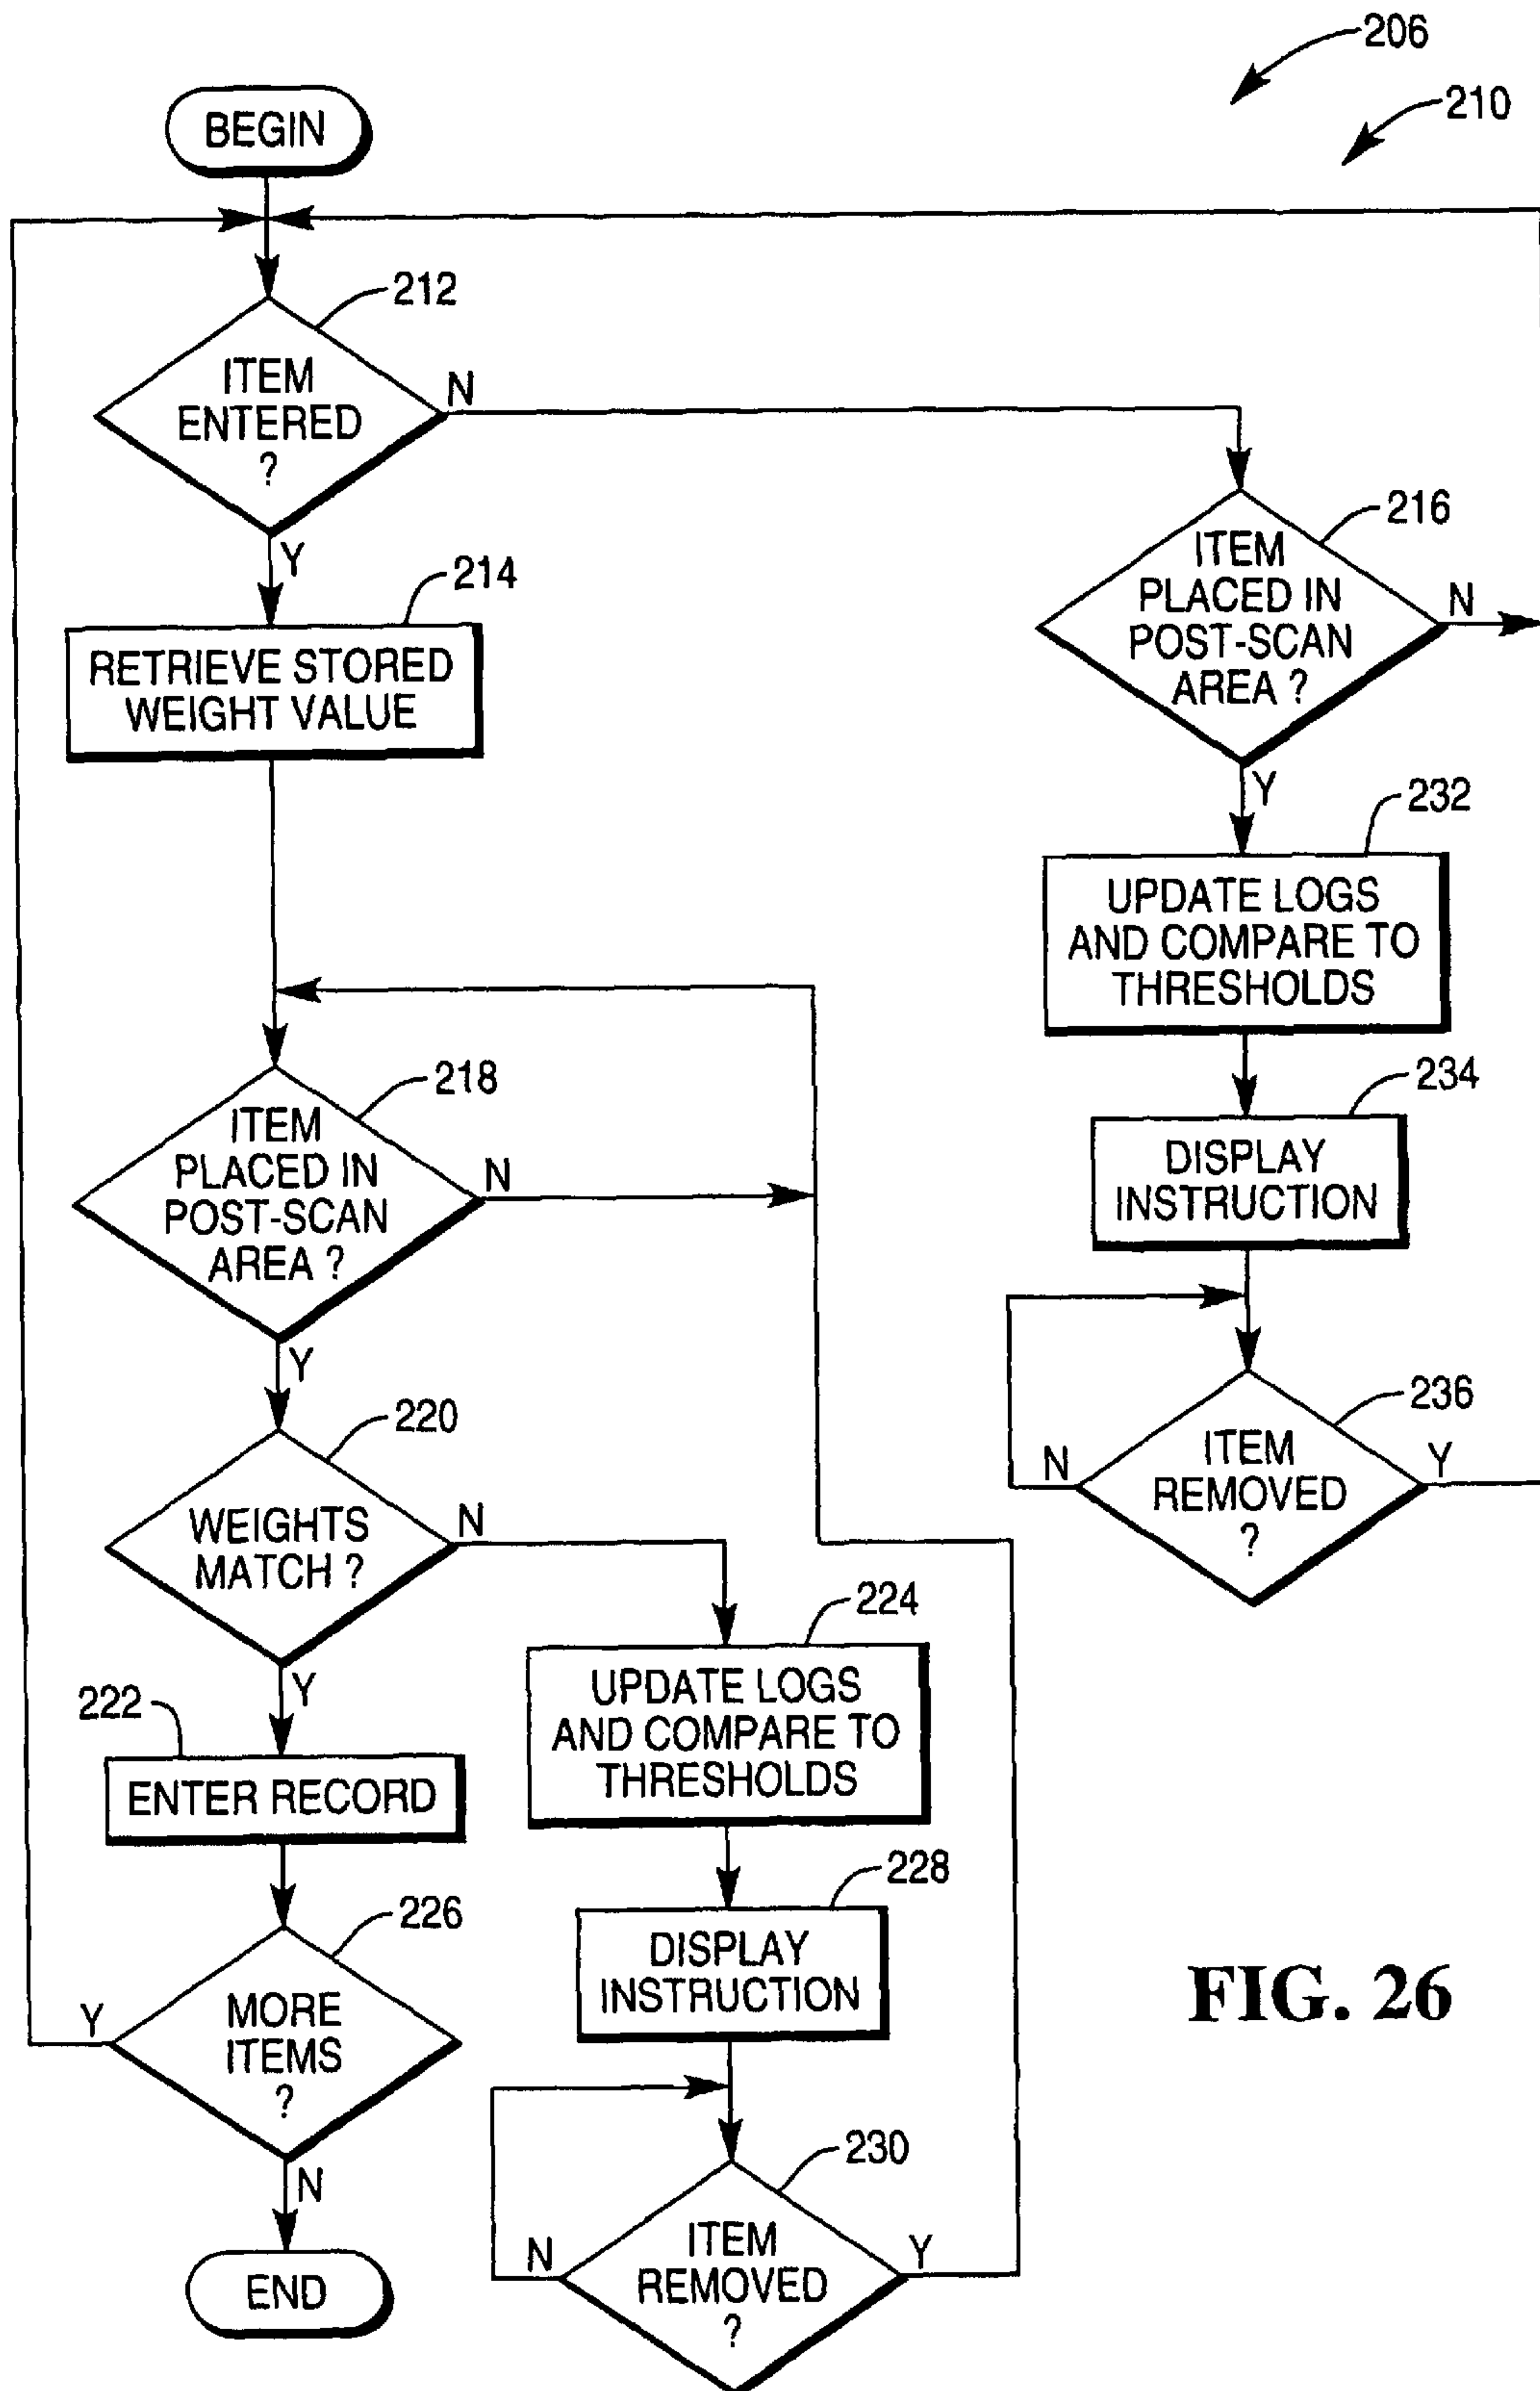 206
210
BEGIN
212
ITEM
ENTERED
?
N
Y
214
RETRIEVE STORED
WEIGHT VALUE
216
ITEM
PLACED IN
POST-SCAN
AREA ?
N
Y
232
UPDATE LOGS
AND COMPARE TO
THRESHOLDS
234
DISPLAY
INSTRUCTION
236
ITEM
REMOVED
?
N
Y
218
ITEM
PLACED IN
POST-SCAN
AREA ?
N
Y
220
WEIGHTS
MATCH ?
N
Y
222
ENTER RECORD
224
UPDATE LOGS
AND COMPARE TO
THRESHOLDS
226
MORE
ITEMS
?
Y
N
END
228
DISPLAY
INSTRUCTION
230
ITEM
REMOVED
?
N
Y
FIG. 26